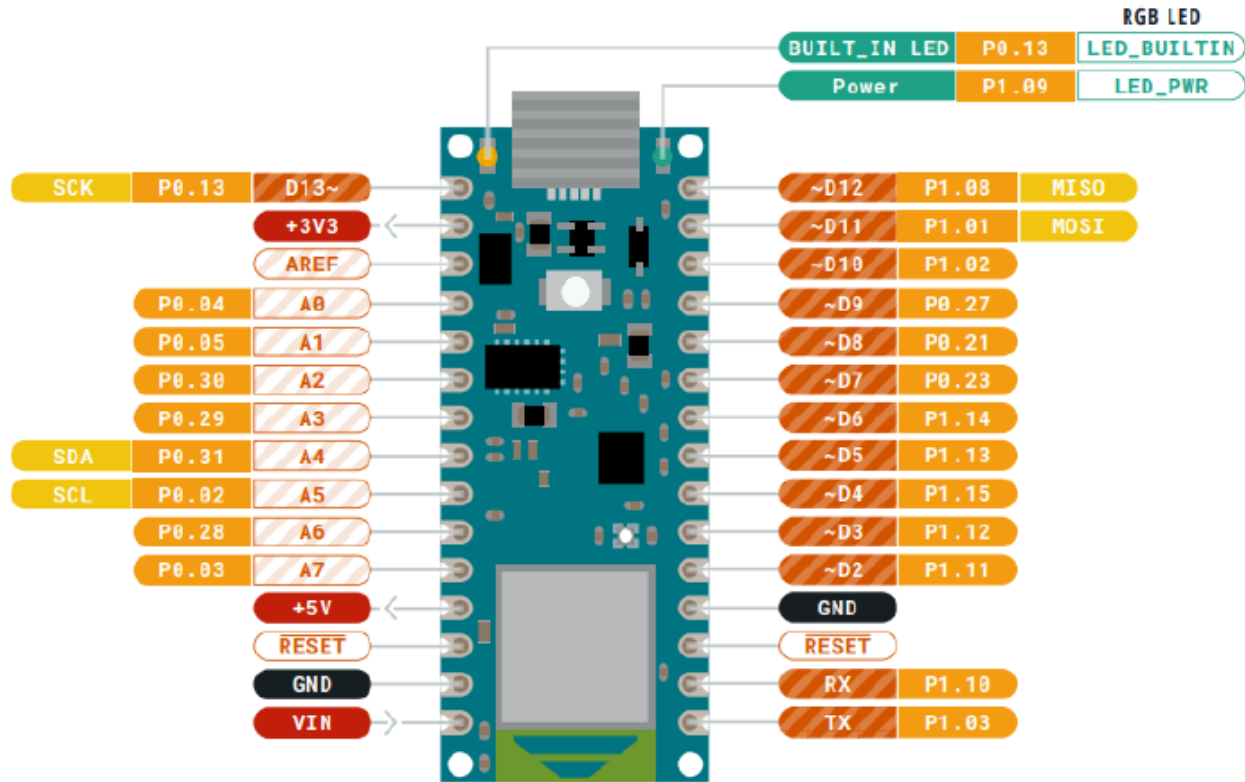 RGB LED
BUILT_IN LED P0.13 LED_BUILTIN
Power P1.09 LED_PWR
SCK P0.13 D13~
+3V3
AREF
P0.04 A0
P0.05 A1
P0.30 A2
P0.29 A3
SDA P0.31 A4
SCL P0.02 A5
P0.28 A6
P0.03 A7
+5V
RESET
GND
VIN
~D12 P1.08 MISO
~D11 P1.01 MOSI
~D10 P1.02
~D9 P0.27
~D8 P0.21
~D7 P0.23
~D6 P1.14
~D5 P1.13
~D4 P1.15
~D3 P1.12
~D2 P1.11
GND
RESET
RX P1.10
TX P1.03